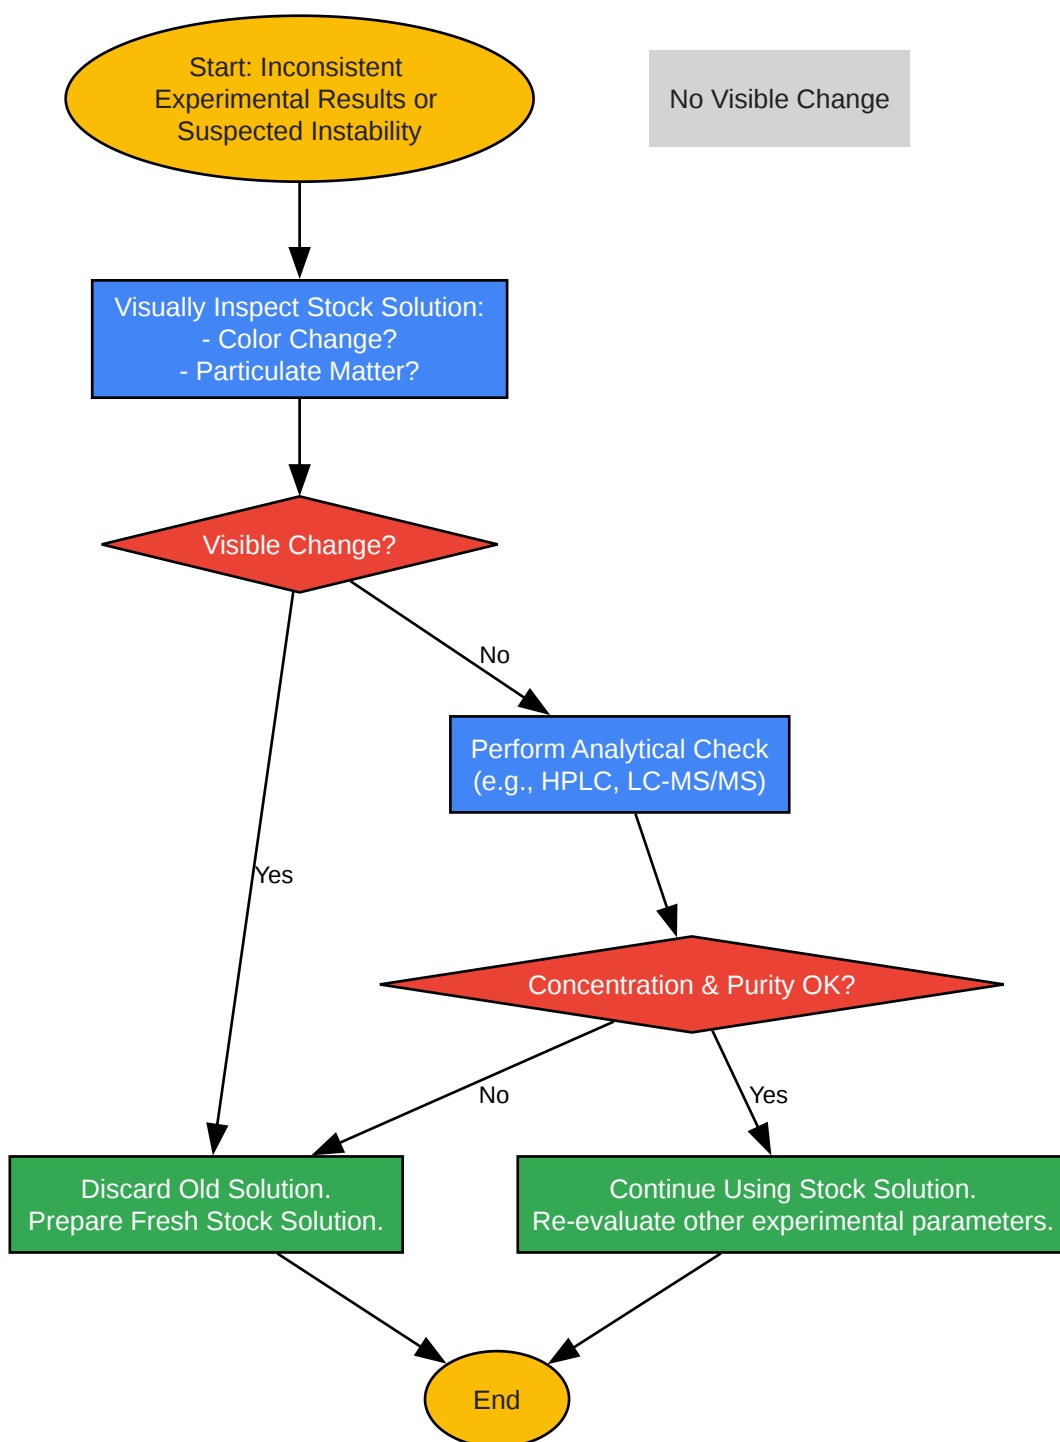 Start: Inconsistent
Experimental Results or
Suspected Instability
No Visible Change
Visually Inspect Stock Solution:
- Color Change?
- Particulate Matter?
Visible Change?
No
Perform Analytical Check
(e.g., HPLC, LC-MS/MS)
Yes
Concentration & Purity OK?
No
Yes
Discard Old Solution.
Prepare Fresh Stock Solution.
Continue Using Stock Solution.
Re-evaluate other experimental parameters.
End